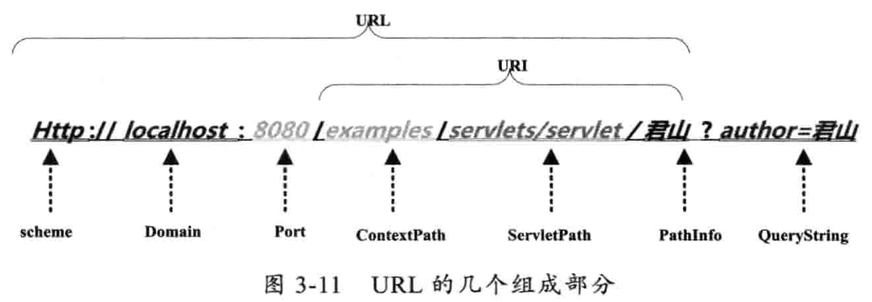 URL
URI
Http:// localhost : 8080 /examples /servlets/servlet / 君山 ? author=君山
scheme Domain Port ContextPath ServletPath PathInfo QueryString
图 3-11 URL 的几个组成部分